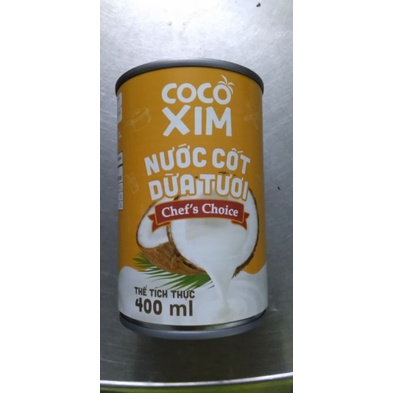 COCO
XIM
NƯỚC CỐT
DỪA TƯƠI
Chef's Choice
THỂ TÍCH THỰC
400 ml